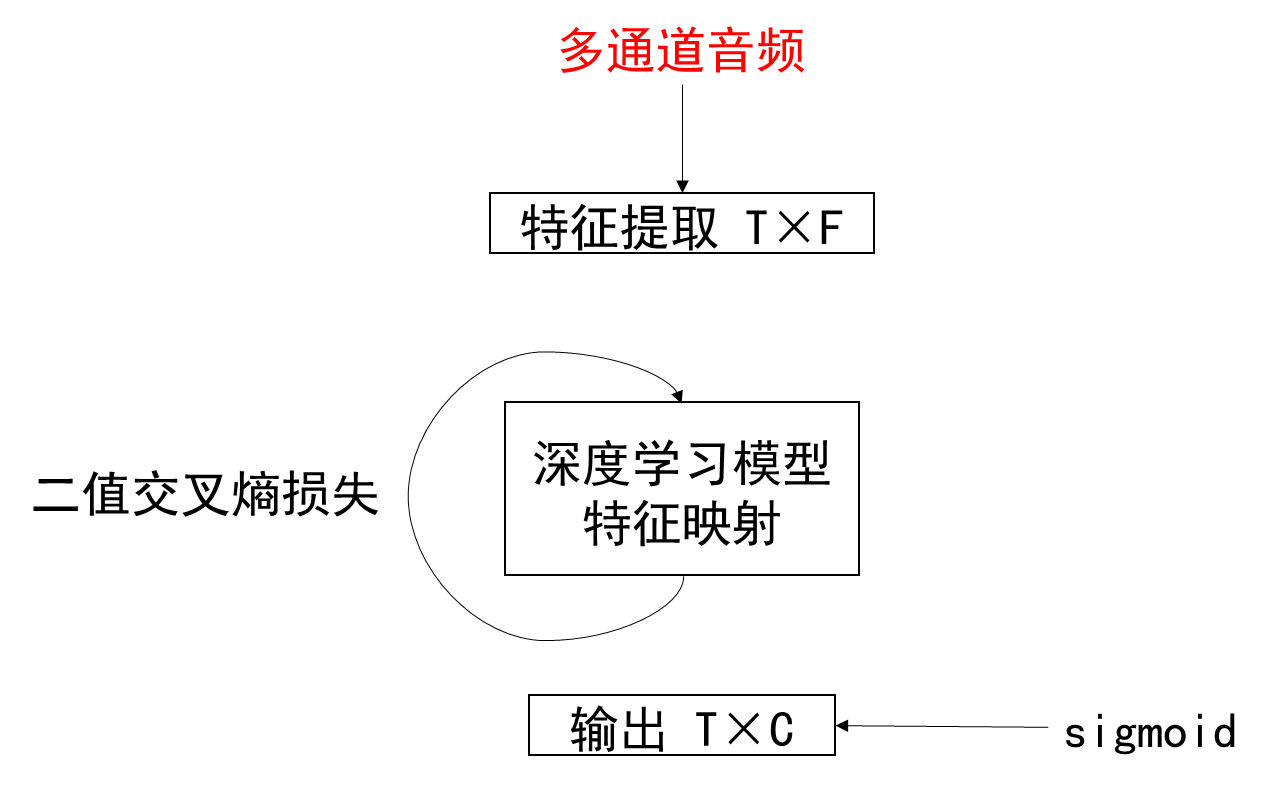 多通道音频
特征提取 T×F
深度学习模型
特征映射
二值交叉熵损失
输出 T×C
sigmoid